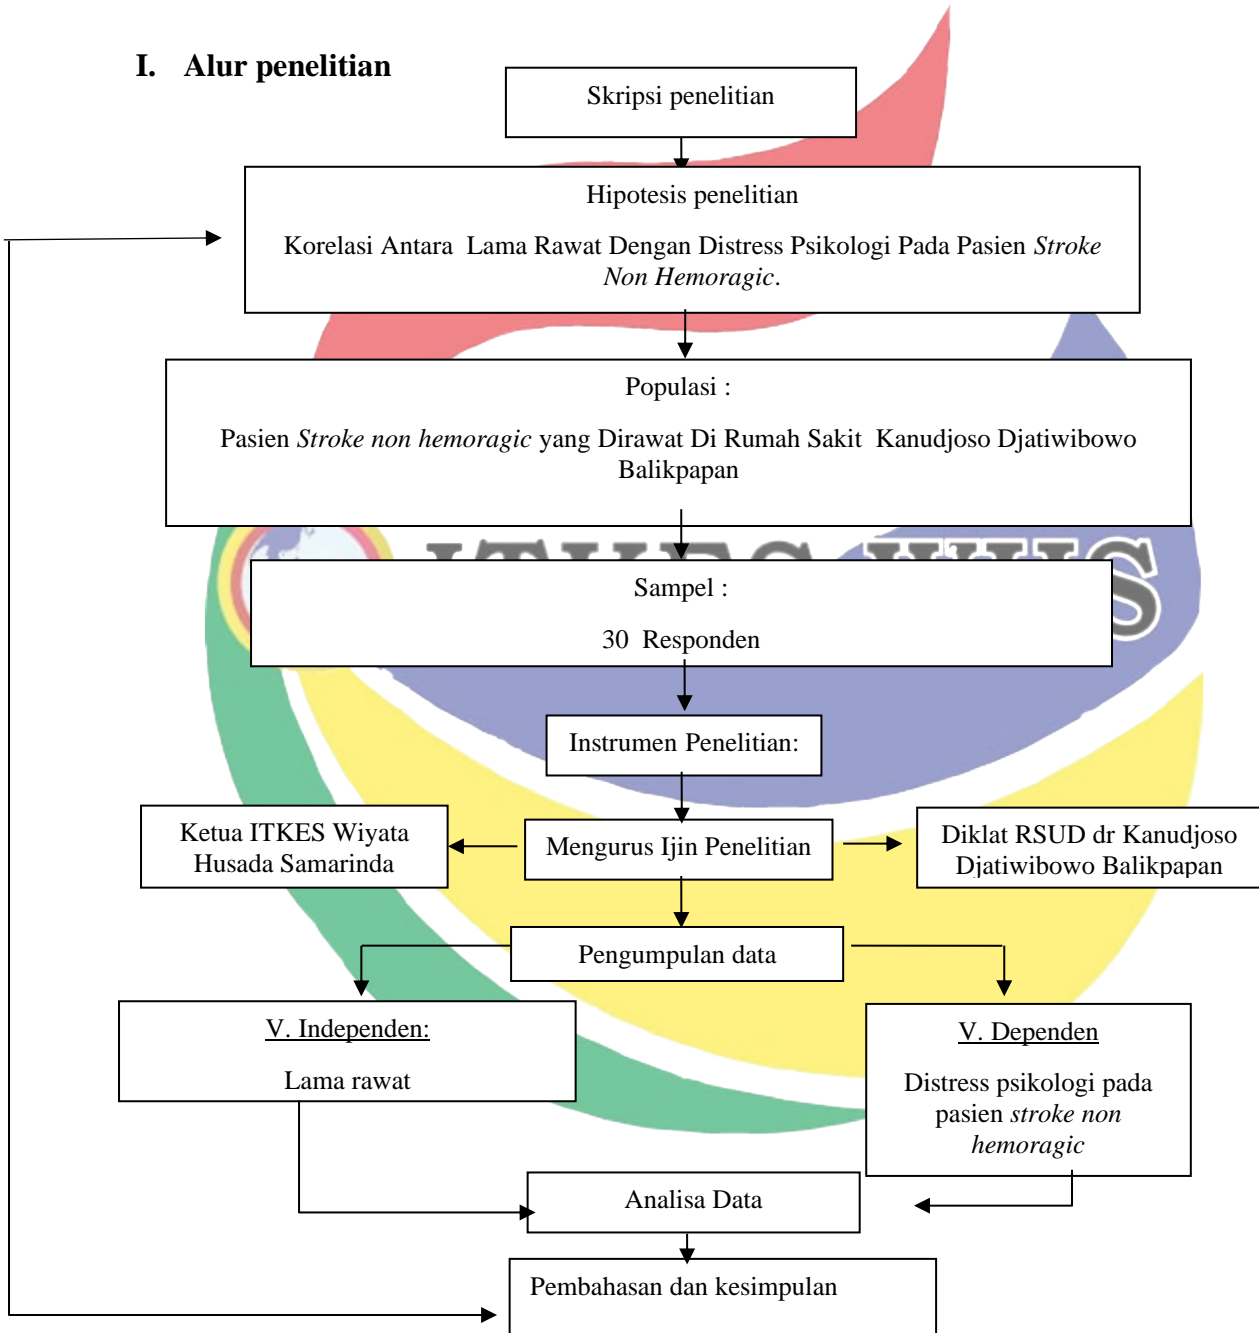 I. Alur penelitian
Skripsi penelitian
Hipotesis penelitian
Korelasi Antara Lama Rawat Dengan Distress Psikologi Pada Pasien Stroke
Non Hemoragic.
Populasi :
Pasien Stroke non hemoragic yang Dirawat Di Rumah Sakit Kanudjoso Djatiwibowo
Balikpapan
Sampel :
30 Responden
Instrumen Penelitian:
Ketua ITKES Wiyata
Husada Samarinda
Mengurus Ijin Penelitian
Diklat RSUD dr Kanudjoso
Djatiwibowo Balikpapan
Pengumpulan data
V. Independen:
Lama rawat
V. Dependen
Distress psikologi pada
pasien stroke non
hemoragic
Analisa Data
Pembahasan dan kesimpulan